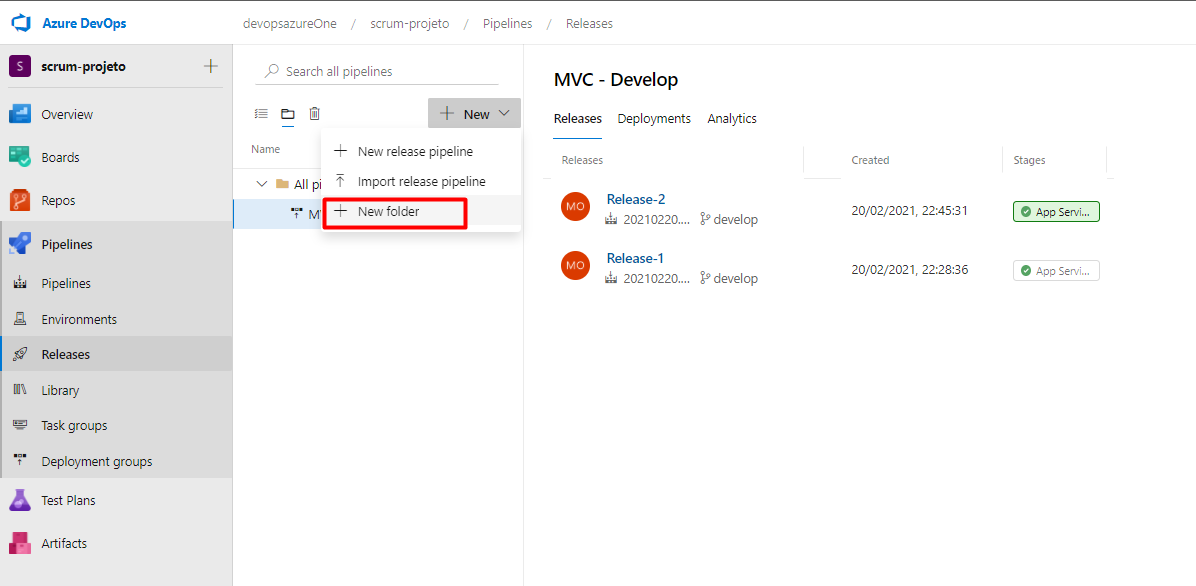 Azure DevOps
devopsazureOne / scrum-projeto / Pipelines / Releases
S scrum-projeto
Overview
Boards
Repos
Pipelines
Pipelines
Environments
Releases
Library
Task groups
Deployment groups
Test Plans
Artifacts
Search all pipelines
New
Name
All pi
M
New release pipeline
Import release pipeline
New folder
MVC - Develop
Releases Deployments Analytics
Releases Created Stages
MO Release-2
20210220.... develop 20/02/2021, 22:45:31 App Servi...
MO Release-1
20210220.... develop 20/02/2021, 22:28:36 App Servi...